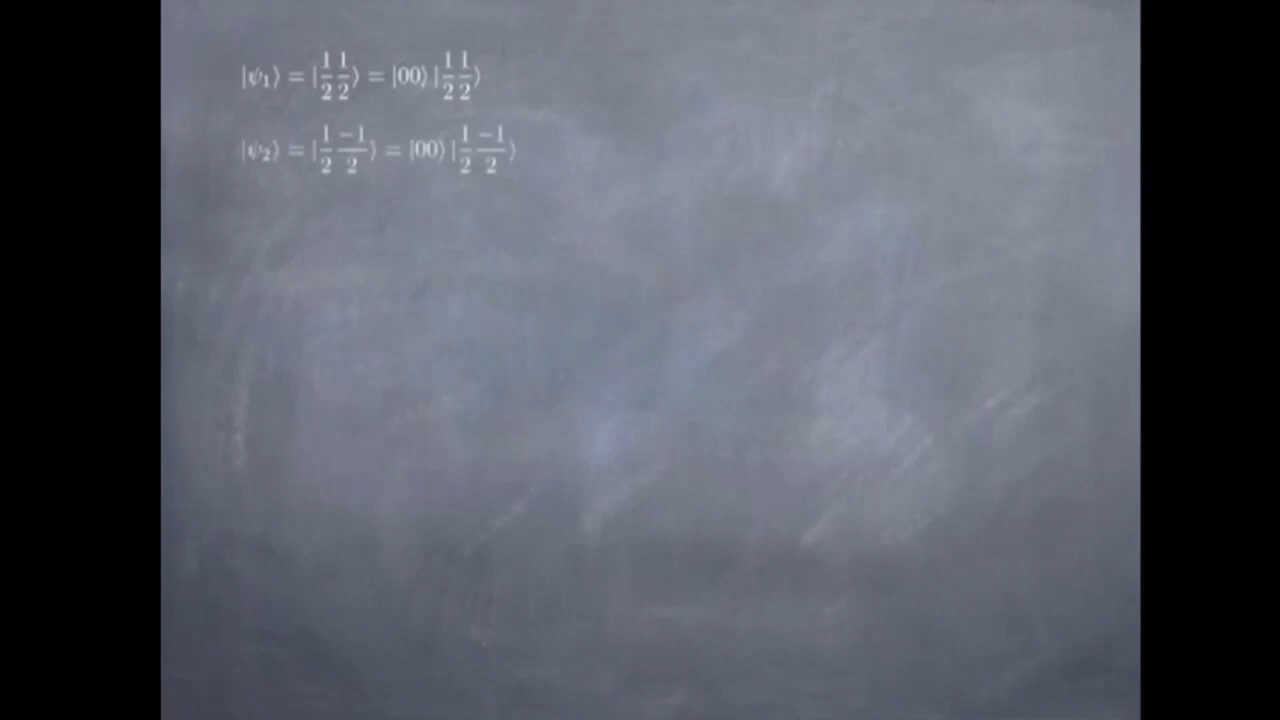 |ψ₁⟩ = |1/2 1/2⟩ = |00⟩ |1/2 1/2⟩
|ψ₂⟩ = |1/2 -1/2⟩ = |00⟩ |1/2 -1/2⟩